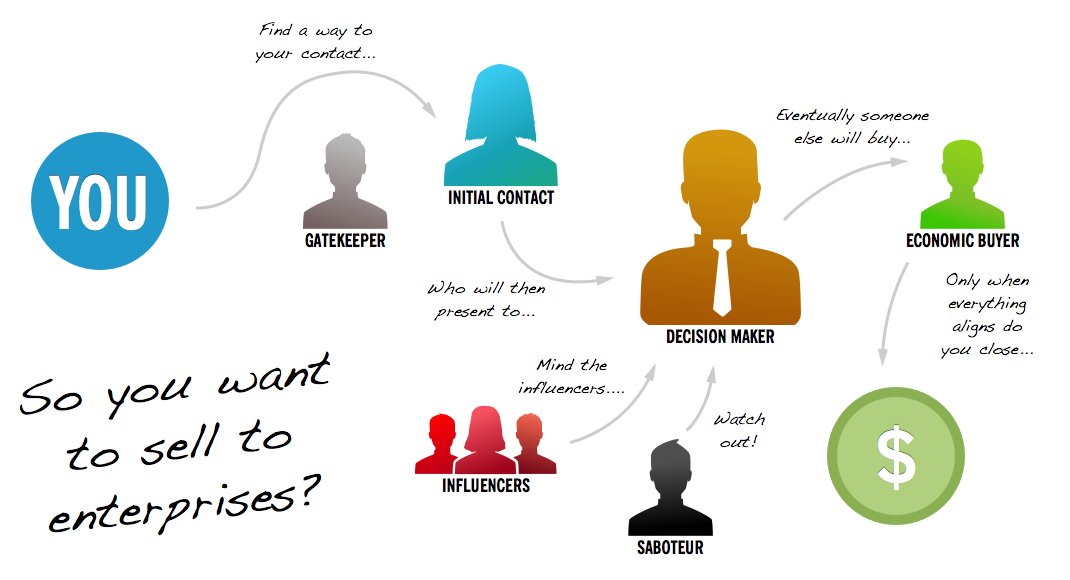 Find a way to
your contact...
YOU
GATEKEEPER
INITIAL CONTACT
Who will then
present to...
DECISION MAKER
Eventually someone
else will buy...
ECONOMIC BUYER
Only when
everything
aligns do
you close...
Mind the
influencers....
INFLUENCERS
Watch
out!
SABOTEUR
$
So you want
to sell to
enterprises?